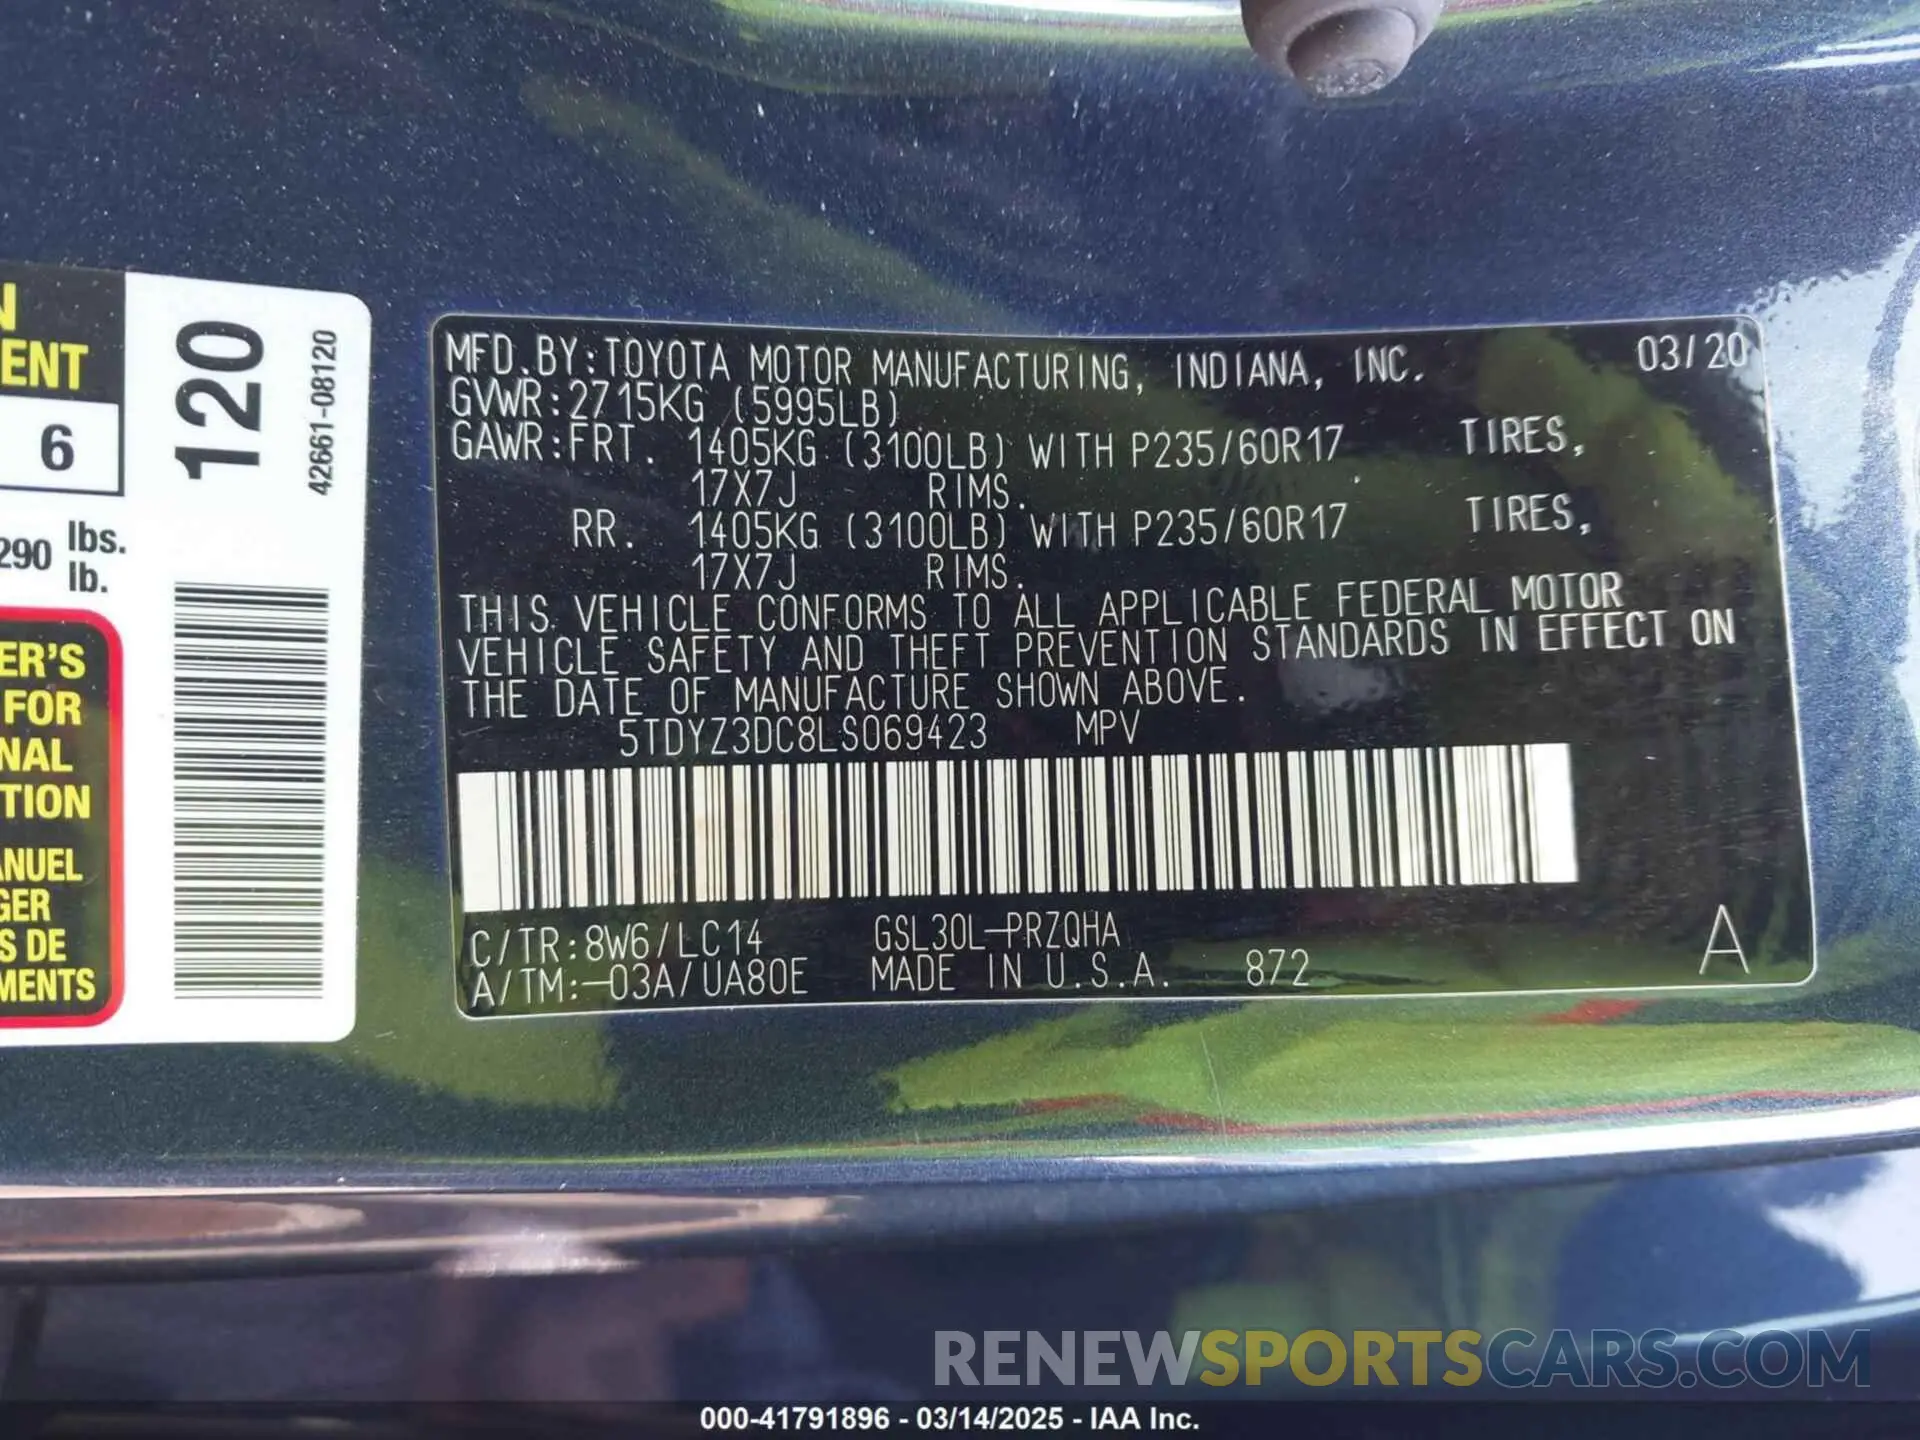 N
ENT
6
290 lbs.
lb.
ER'S
FOR
NAL
TION
ANUEL
GER
S DE
MENTS
120
42661-08120
MFD.BY:TOYOTA MOTOR MANUFACTURING, INDIANA, INC. 03/20
GVWR:2715KG (5995LB)
GAWR:FRT. 1405KG (3100LB) WITH P235/60R17 TIRES,
17X7J RIMS.
RR. 1405KG (3100LB) WITH P235/60R17 TIRES,
17X7J RIMS.
THIS VEHICLE CONFORMS TO ALL APPLICABLE FEDERAL MOTOR
VEHICLE SAFETY AND THEFT PREVENTION STANDARDS IN EFFECT ON
THE DATE OF MANUFACTURE SHOWN ABOVE.
5TDYZ3DC8LS069423 MPV
C/TR:8W6/LC14 GSL30L-PRZQHA
A/TM:-03A/UA80E MADE IN U.S.A. 872 A
RENEWSPORTSCARS.COM
000-41791896 - 03/14/2025 - IAA Inc.